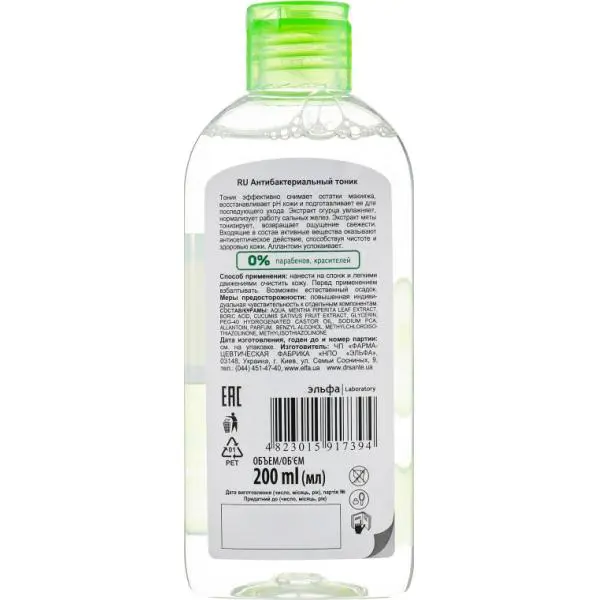 RU Антибактериальный тоник
Тоник эффективно снимает остатки макияжа,
восстанавливает pH кожи и подготавливает ее для
последующего ухода. Экстракт огурца увлажняет,
нормализует работу сальных желез. Экстракт мяты
тонизирует, возвращает ощущение свежести.
Входящие в состав активные вещества оказывают
антисептическое действие, способствуя чистоте и
здоровью кожи. Аллантоин успокаивает.
0% парабенов, красителей
Способ применения: нанести на спонж и легкими
движениями очистить кожу. Перед применением
взбалтывать. Возможен естественный осадок.
Меры предосторожности: повышенная индиви-
дуальная чувствительность к отдельным компонентам
СОСТАВ/КУРАМЫ: AQUA, MENTHA PIPERITA LEAF EXTRACT,
BORIC ACID, CUCUMIS SATIVUS FRUIT EXTRACT, GLYCERIN,
PEG-40 HYDROGENATED CASTOR OIL, SODIUM PCA,
ALLANTOIN, PARFUM, BENZYL ALCOHOL, METHYLCHLOROISO-
THIAZOLINONE, METHYLISOTHIAZOLINONE
Дата изготовления, годен до и номер партии:
см. на упаковке. Изготовитель: ЧП «ФАРМА-
ЦЕВТИЧЕСКАЯ ФАБРИКА «НПО «ЭЛЬФА»,
03148, Украина, г. Киев, ул. Семьи Сосниных, 9,
тел.: (044) 451-47-40, www.elfa.ua, www.drsante.ua
эльфа Laboratory
EAC
4 823015 917394
01
PET
ОБЪЕМ/ОБ'ЄМ
200 ml (мл)
Дата виготовлення (число, місяць, рік), партія №
Придатний до (число, місяць, рік)